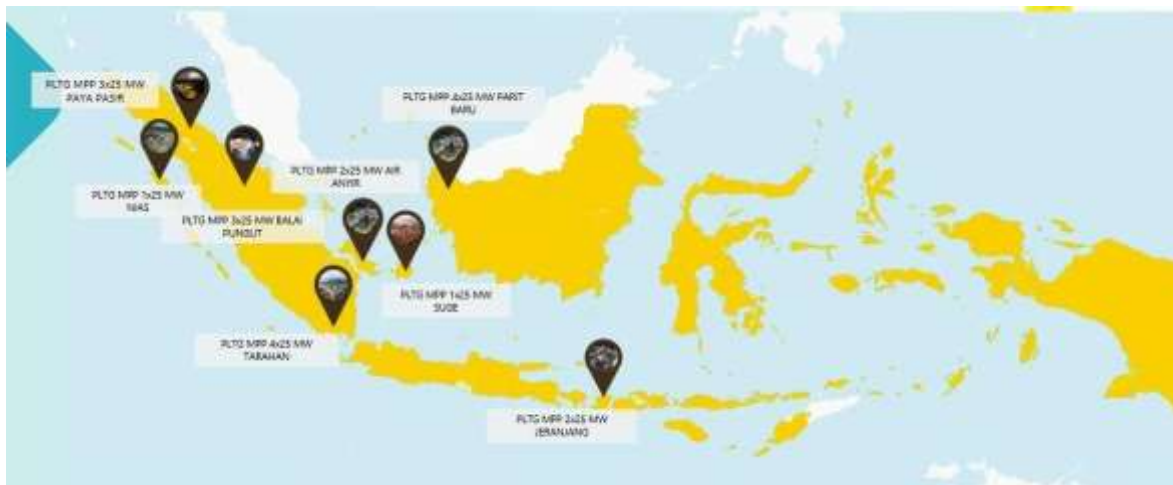 PLTG MPP 3x25 MW
PAYA PASIR
PLTG MPP 4x25 MW PARIT
BARU
PLTG MPP 2x25 MW AIR
ANYIR
PLTG MPP 1x25 MW
NIAS
PLTG MPP 3x25 MW BALAI
PUNGUT
PLTG MPP 1x25 MW
SUGE
PLTG MPP 4x25 MW
TARAHAN
PLTG MPP 2x25 MW
JERANJANG